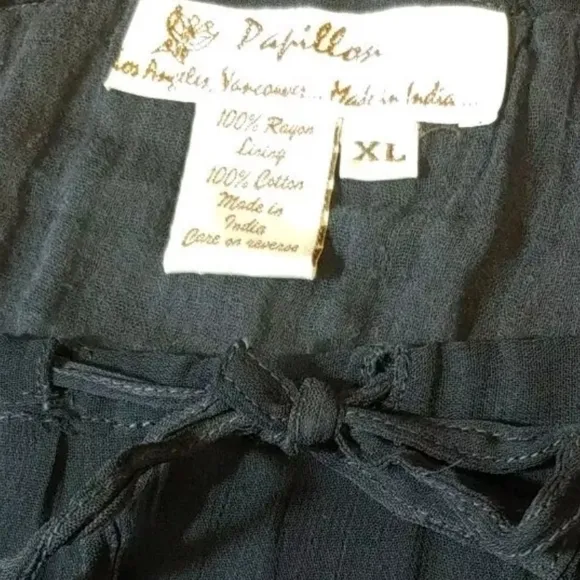 Papillon
Los Angeles, Vancouver... Made in India...
100% Rayon
Lining
100% Cotton
Made in
India
Care on reverse
XL